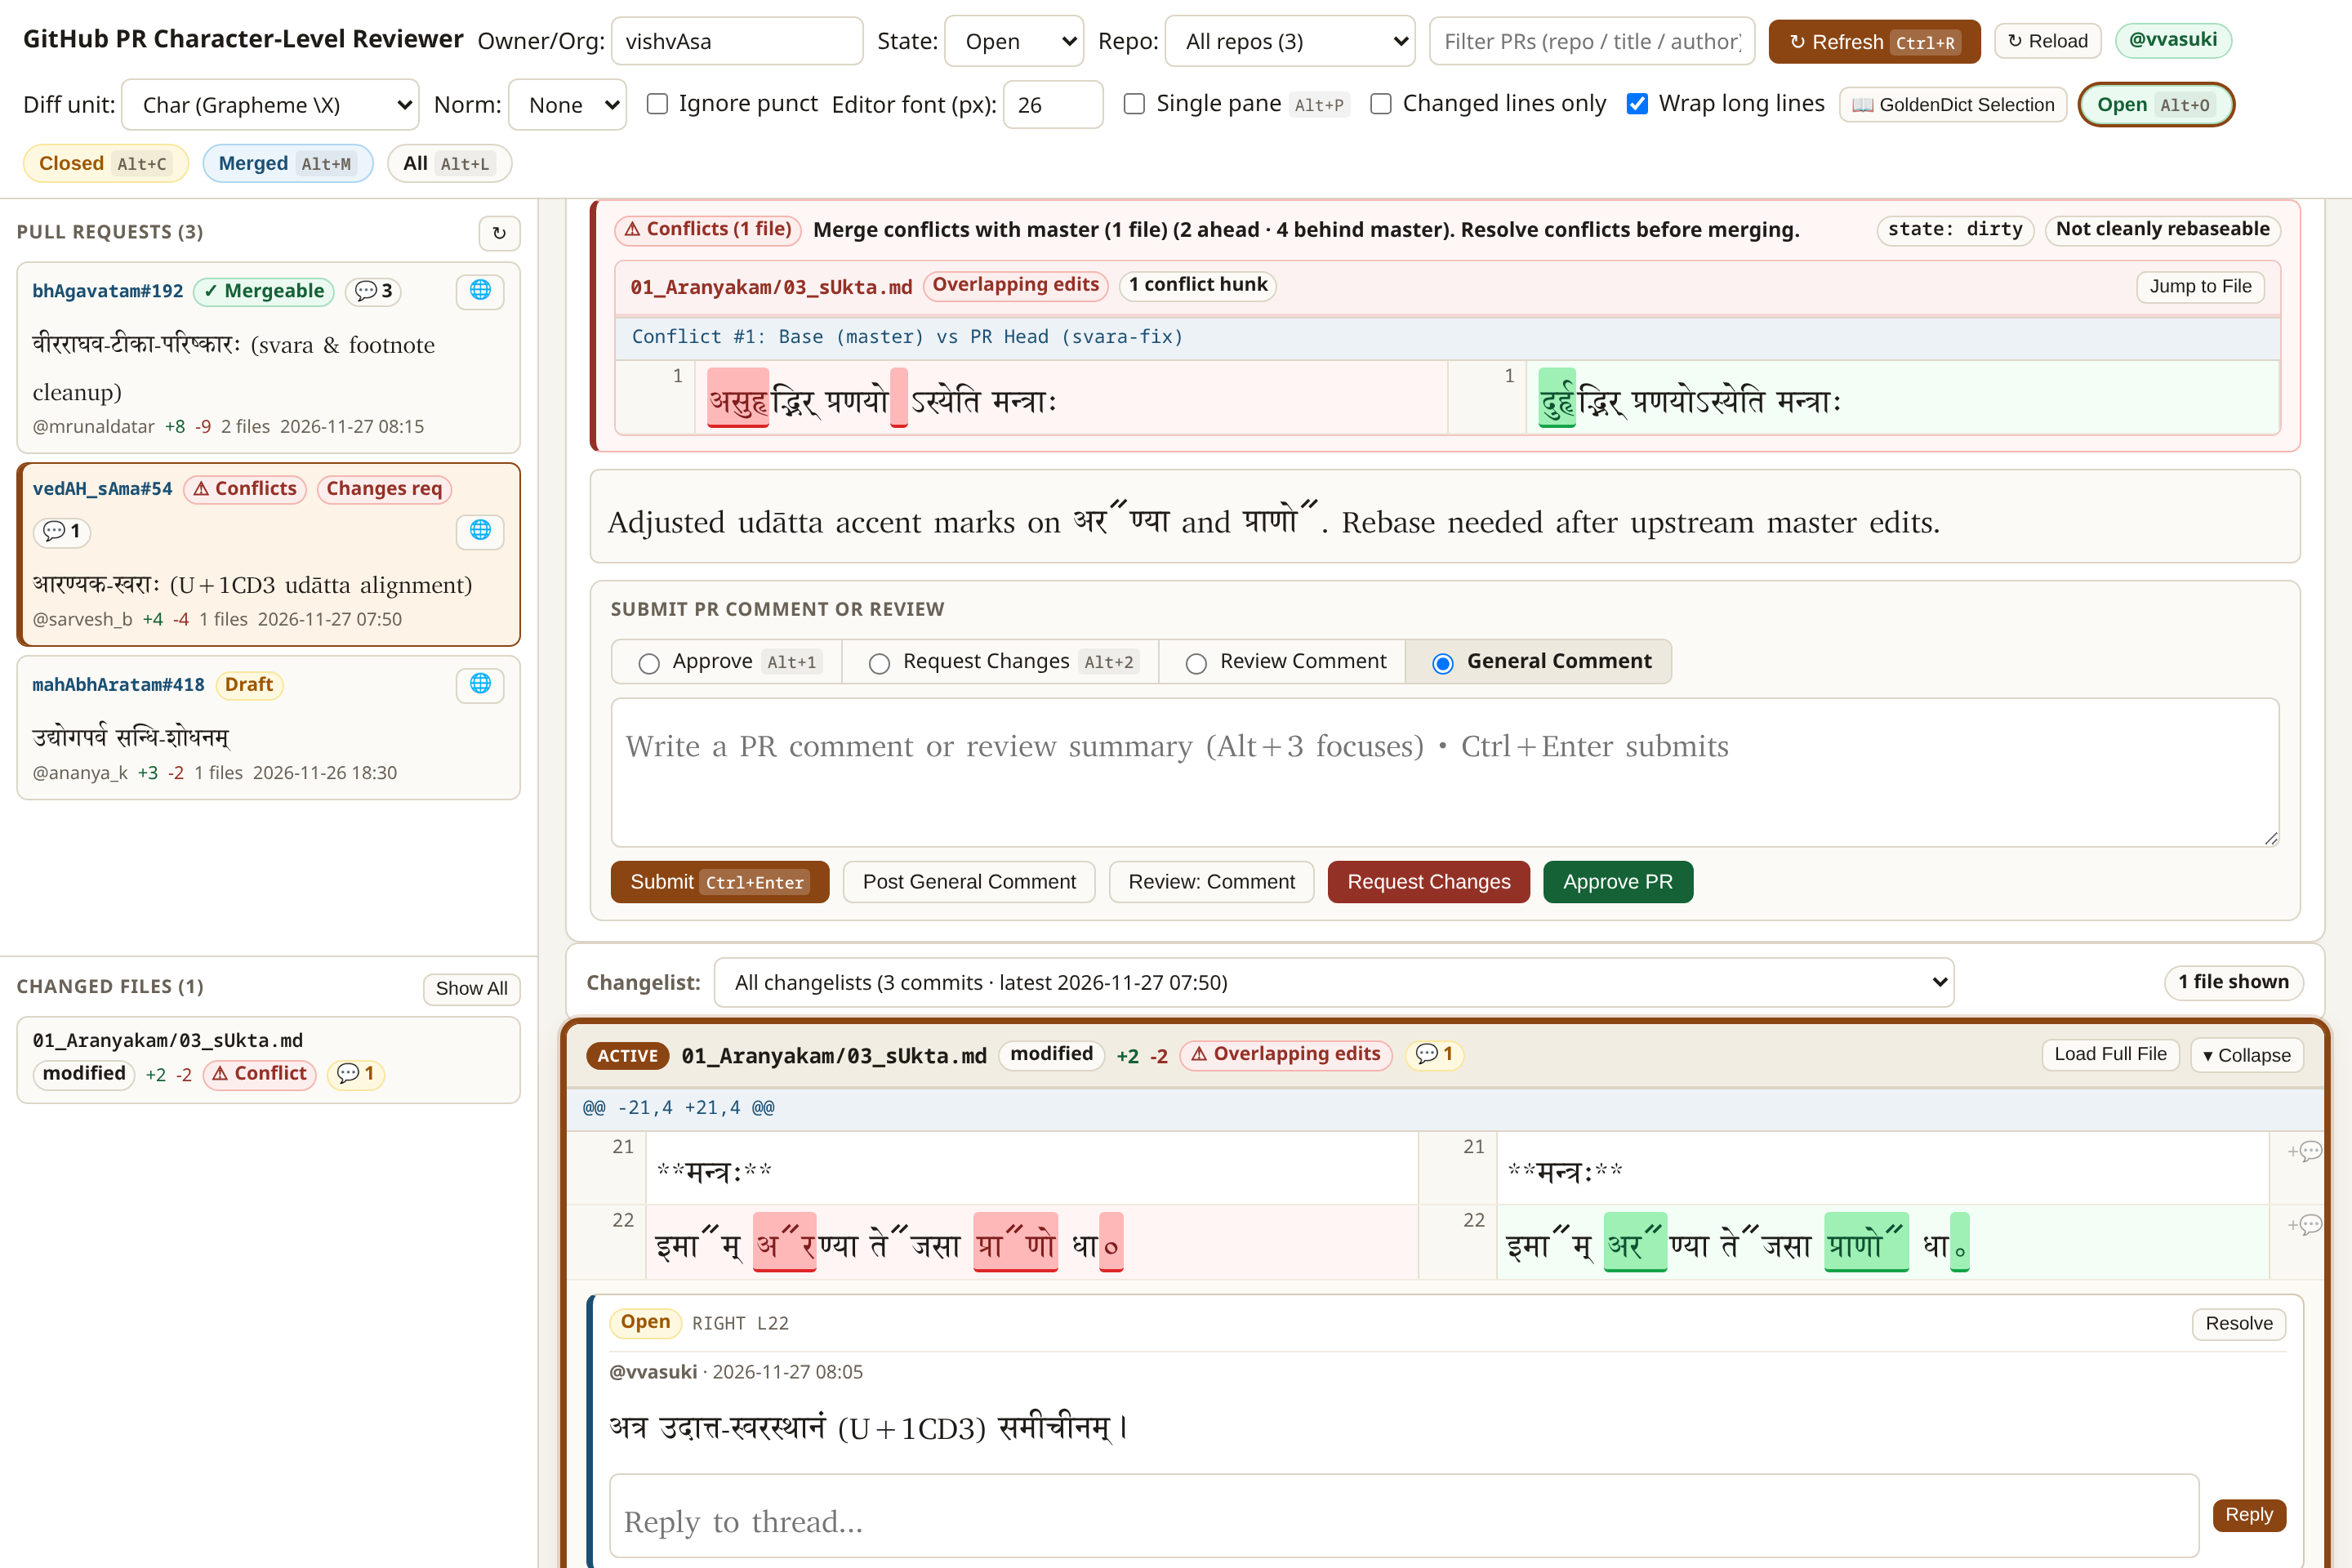 GitHub PR Character-Level Reviewer Owner/Org: vishvAsa State: Open Repo: All repos (3) Filter PRs (repo / title / author) ↻ Refresh Ctrl+R ↻ Reload @vvasuki
Diff unit: Char (Grapheme \X) Norm: None Ignore punct Editor font (px): 26 Single pane Alt+P Changed lines only Wrap long lines 📖 GoldenDict Selection Open Alt+O
Closed Alt+C Merged Alt+M All Alt+L
PULL REQUESTS (3) ↻
bhAgavatam#192 ✓ Mergeable 💬 3 🌐
वीरराघव-टीका-परिष्कारः (svara & footnote
cleanup)
@mrunaldatar +8 -9 2 files 2026-11-27 08:15
vedAH_sAma#54 ⚠ Conflicts Changes req
💬 1 🌐
आरण्यक-स्वराः (U+1CD3 udātta alignment)
@sarvesh_b +4 -4 1 files 2026-11-27 07:50
mahAbhAratam#418 Draft 🌐
उद्योगपर्व सन्धि-शोधनम्
@ananya_k +3 -2 1 files 2026-11-26 18:30
CHANGED FILES (1) Show All
01_Aranyakam/03_sUkta.md
modified +2 -2 ⚠ Conflict 💬 1
⚠ Conflicts (1 file) Merge conflicts with master (1 file) (2 ahead · 4 behind master). Resolve conflicts before merging. state: dirty Not cleanly rebaseable
01_Aranyakam/03_sUkta.md Overlapping edits 1 conflict hunk Jump to File
Conflict #1: Base (master) vs PR Head (svara-fix)
1 असुहृद्भिर् प्रणयो ऽस्येति मन्त्राः 1 दुर्हृद्भिर् प्रणयोऽस्येति मन्त्राः
Adjusted udātta accent marks on अर᳓ण्या and प्राणो᳓. Rebase needed after upstream master edits.
SUBMIT PR COMMENT OR REVIEW
Approve Alt+1 Request Changes Alt+2 Review Comment General Comment
Write a PR comment or review summary (Alt+3 focuses) • Ctrl+Enter submits
Submit Ctrl+Enter Post General Comment Review: Comment Request Changes Approve PR
Changelist: All changelists (3 commits · latest 2026-11-27 07:50) 1 file shown
ACTIVE 01_Aranyakam/03_sUkta.md modified +2 -2 ⚠ Overlapping edits 💬 1 Load Full File ▾ Collapse
@@ -21,4 +21,4 @@
21 **मन्त्रः** 21 **मन्त्रः** +💬
22 इमा᳓म् अ᳓रण्या ते᳓जसा प्रा᳓णो धा० 22 इमा᳓म् अर᳓ण्या ते᳓जसा प्राणो᳓ धा॰ +💬
Open RIGHT L22 Resolve
@vvasuki · 2026-11-27 08:05
अत्र उदात्त-स्वरस्थानं (U+1CD3) समीचीनम्।
Reply to thread... Reply